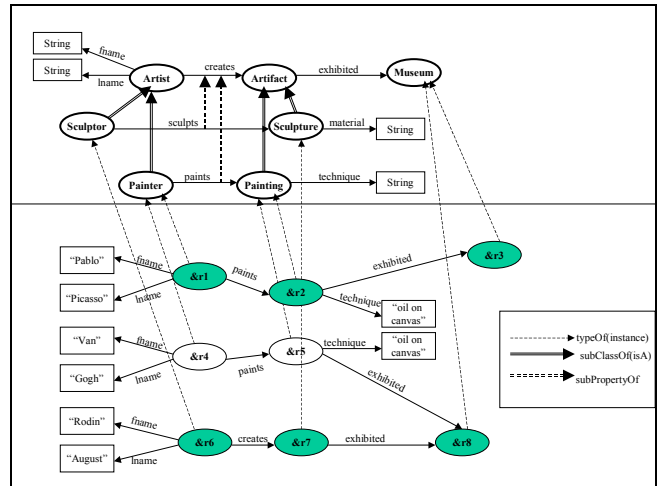 String
fname
String
lname
Artist
creates
Artifact
exhibited
Museum
Sculptor
sculpts
Sculpture
material
String
Painter
paints
Painting
technique
String
“Pablo”
fname
&r1
paints
“Picasso”
lname
&r2
exhibited
&r3
technique
“oil on
canvas”
“Van”
fname
&r4
paints
&r5
technique
“oil on
canvas”
“Gogh”
lname
exhibited
“Rodin”
fname
&r6
creates
&r7
exhibited
&r8
“August”
lname
typeOf(instance)
subClassOf(isA)
subPropertyOf